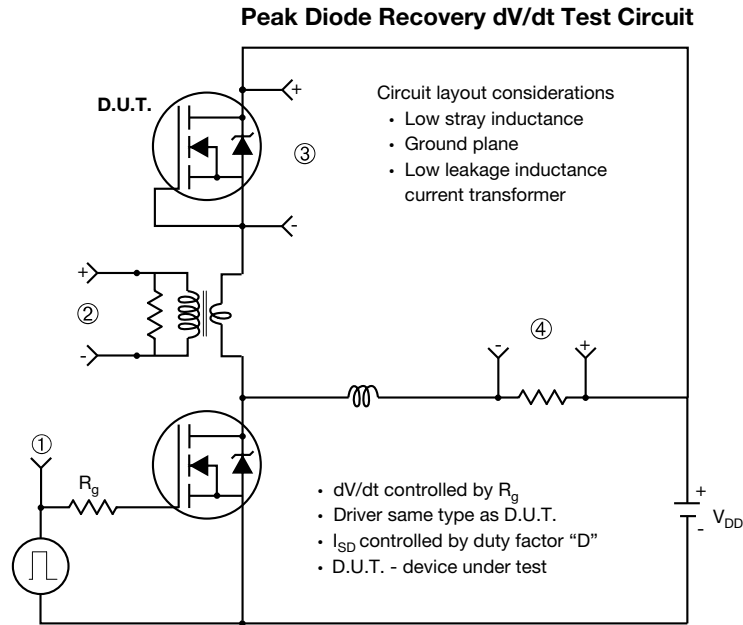 Peak Diode Recovery dV/dt Test Circuit
D.U.T.
+
Circuit layout considerations
• Low stray inductance
• Ground plane
• Low leakage inductance
current transformer
③
-
+
②
-
-
④
+
①
Rg
• dV/dt controlled by Rg
• Driver same type as D.U.T.
• ISD controlled by duty factor “D”
• D.U.T. - device under test
+
VDD
-